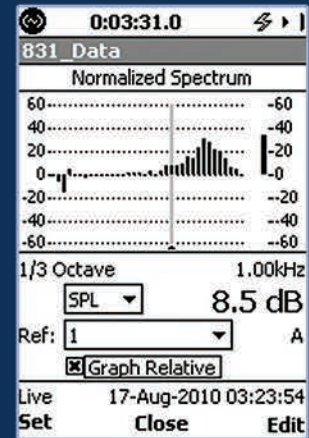 0:03:31.0
831_Data
Normalized Spectrum
60 -60
40 -40
20 -20
0 -0
-20 --20
-40 --40
-60 --60
1/3 Octave 1.00kHz
SPL 8.5 dB
Ref: 1 A
Graph Relative
Live 17-Aug-2010 03:23:54
Set Close Edit